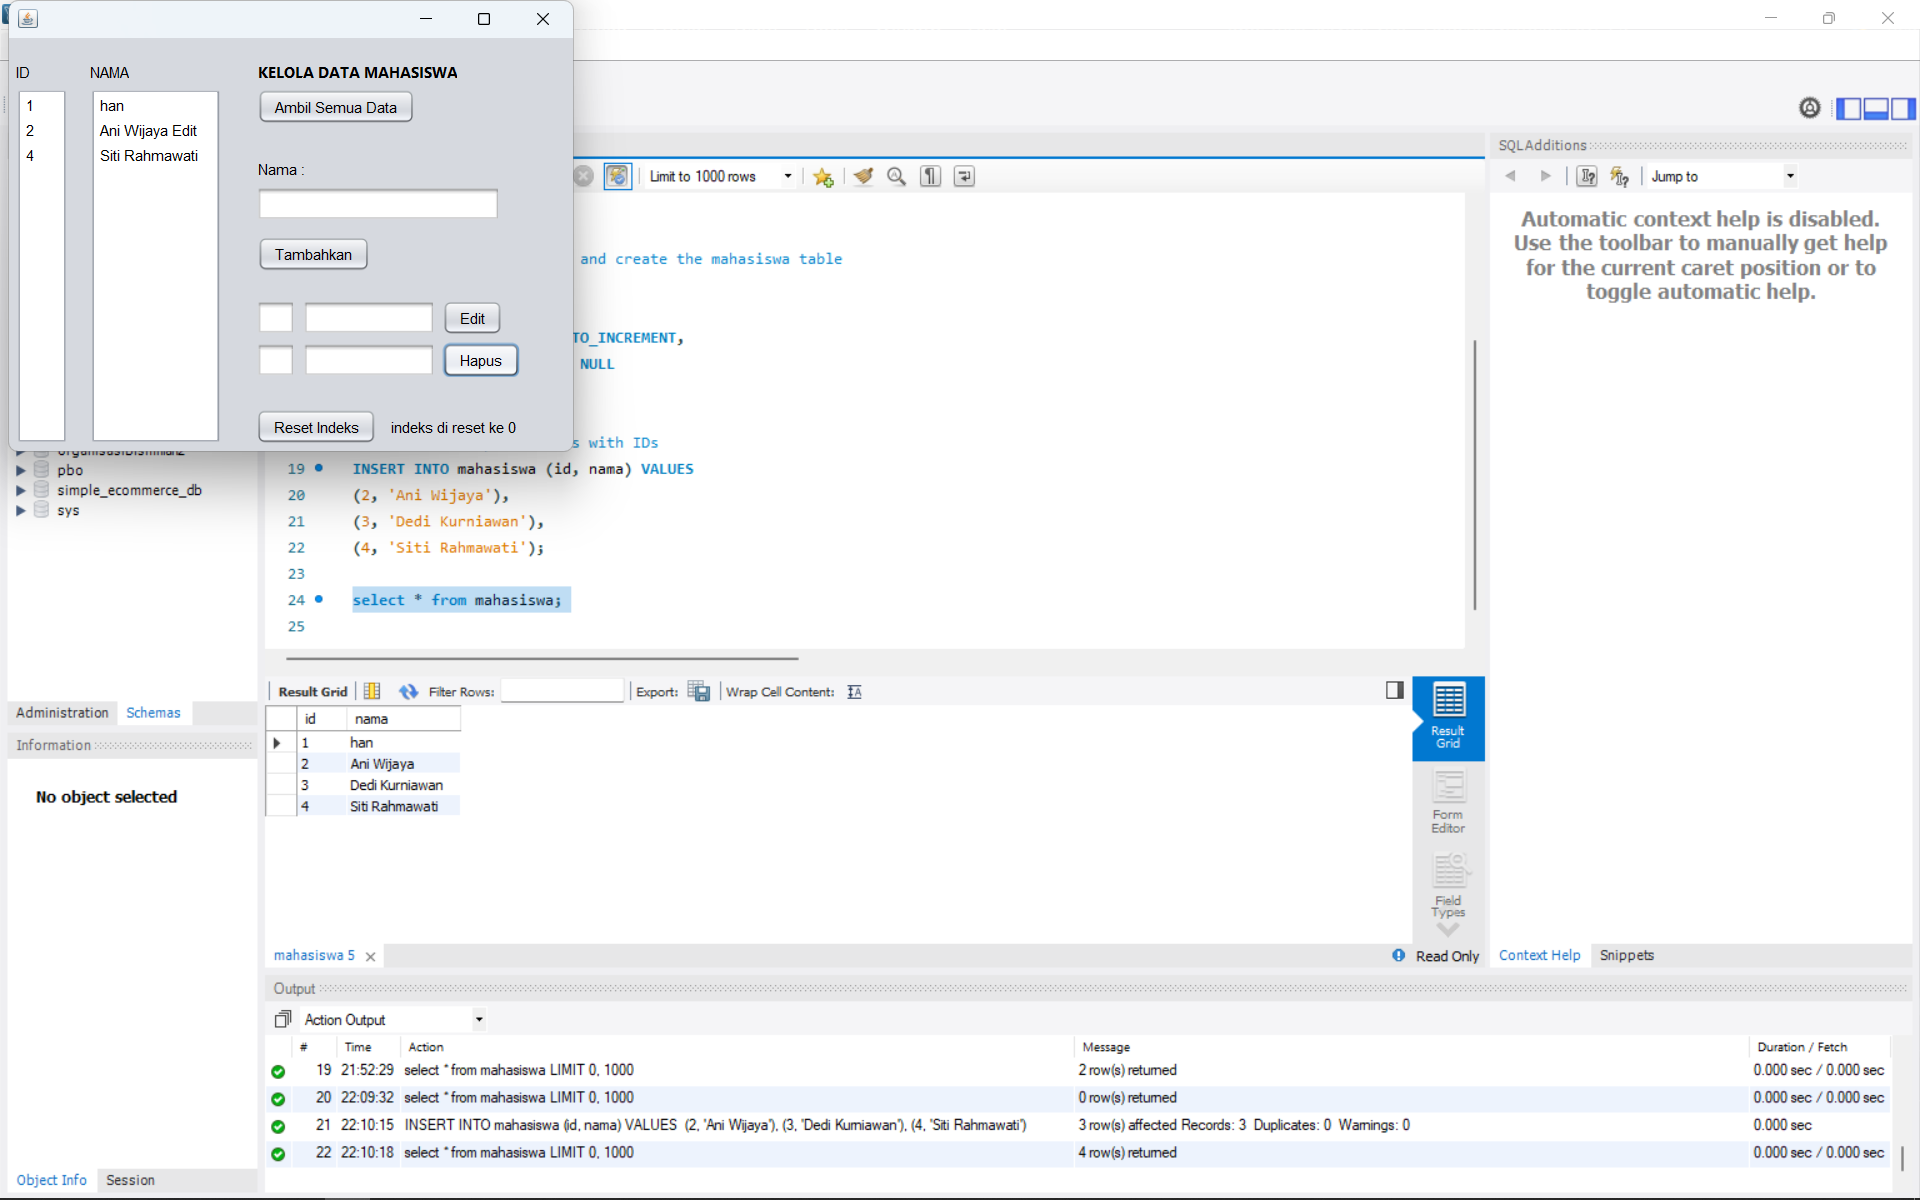 ID
NAMA
KELOLA DATA MAHASISWA
1
han
2
Ani Wijaya Edit
4
Siti Rahmawati
Ambil Semua Data
Nama :
Tambahkan
Edit
Hapus
Reset Indeks
indeks di reset ke 0
Limit to 1000 rows
and create the mahasiswa table
TO_INCREMENT,
NULL
s with IDs
19 INSERT INTO mahasiswa (id, nama) VALUES
20 (2, 'Ani Wijaya'),
21 (3, 'Dedi Kurniawan'),
22 (4, 'Siti Rahmawati');
23
24 select * from mahasiswa;
25
pbo
simple_ecommerce_db
sys
Administration
Schemas
Information
No object selected
Object Info
Session
SQLAdditions
Jump to
Automatic context help is disabled.
Use the toolbar to manually get help
for the current caret position or to
toggle automatic help.
Result Grid
Filter Rows:
Export:
Wrap Cell Content:
id nama
1 han
2 Ani Wijaya
3 Dedi Kurniawan
4 Siti Rahmawati
Result
Grid
Form
Editor
Field
Types
mahasiswa 5
Read Only
Context Help
Snippets
Output
Action Output
# Time Action Message Duration / Fetch
19 21:52:29 select * from mahasiswa LIMIT 0, 1000 2 row(s) returned 0.000 sec / 0.000 sec
20 22:09:32 select * from mahasiswa LIMIT 0, 1000 0 row(s) returned 0.000 sec / 0.000 sec
21 22:10:15 INSERT INTO mahasiswa (id, nama) VALUES (2, 'Ani Wijaya'), (3, 'Dedi Kurniawan'), (4, 'Siti Rahmawati') 3 row(s) affected Records: 3 Duplicates: 0 Warnings: 0 0.000 sec
22 22:10:18 select * from mahasiswa LIMIT 0, 1000 4 row(s) returned 0.000 sec / 0.000 sec